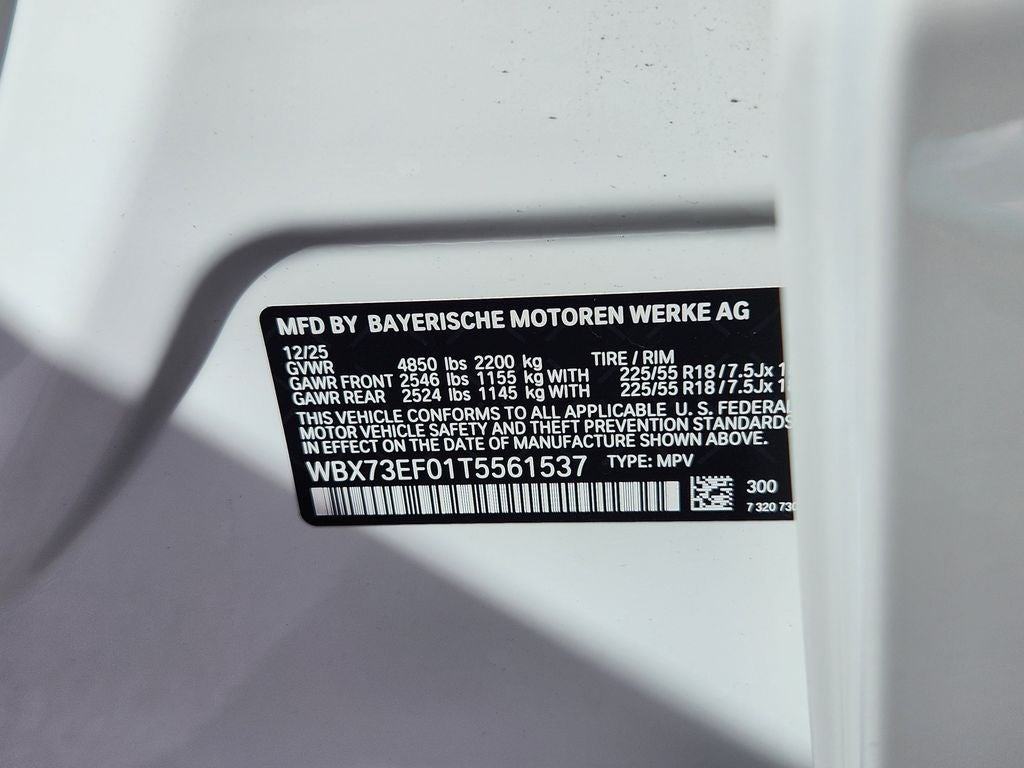 MFD BY BAYERISCHE MOTOREN WERKE AG
12/25
GVWR 4850 lbs 2200 kg TIRE / RIM
GAWR FRONT 2546 lbs 1155 kg WITH 225/55 R18 / 7.5Jx
GAWR REAR 2524 lbs 1145 kg WITH 225/55 R18 / 7.5Jx
THIS VEHICLE CONFORMS TO ALL APPLICABLE U. S. FEDERAL
MOTOR VEHICLE SAFETY AND THEFT PREVENTION STANDARDS
IN EFFECT ON THE DATE OF MANUFACTURE SHOWN ABOVE.
WBX73EF01T5561537 TYPE: MPV
300
7 320 730